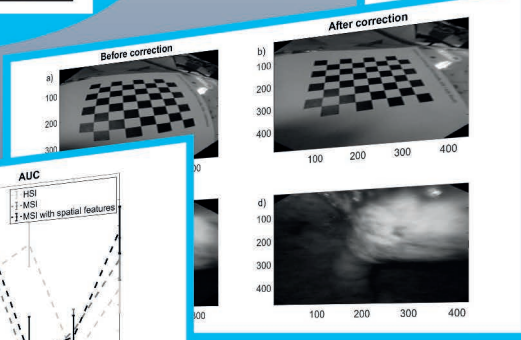 Before correction
After correction
a)
100
200
300
b)
100
200
300
400
100 200 300 400
AUC
HSI
MSI
MSI with spatial features
d)
100
200
300
400
100 200 300 400